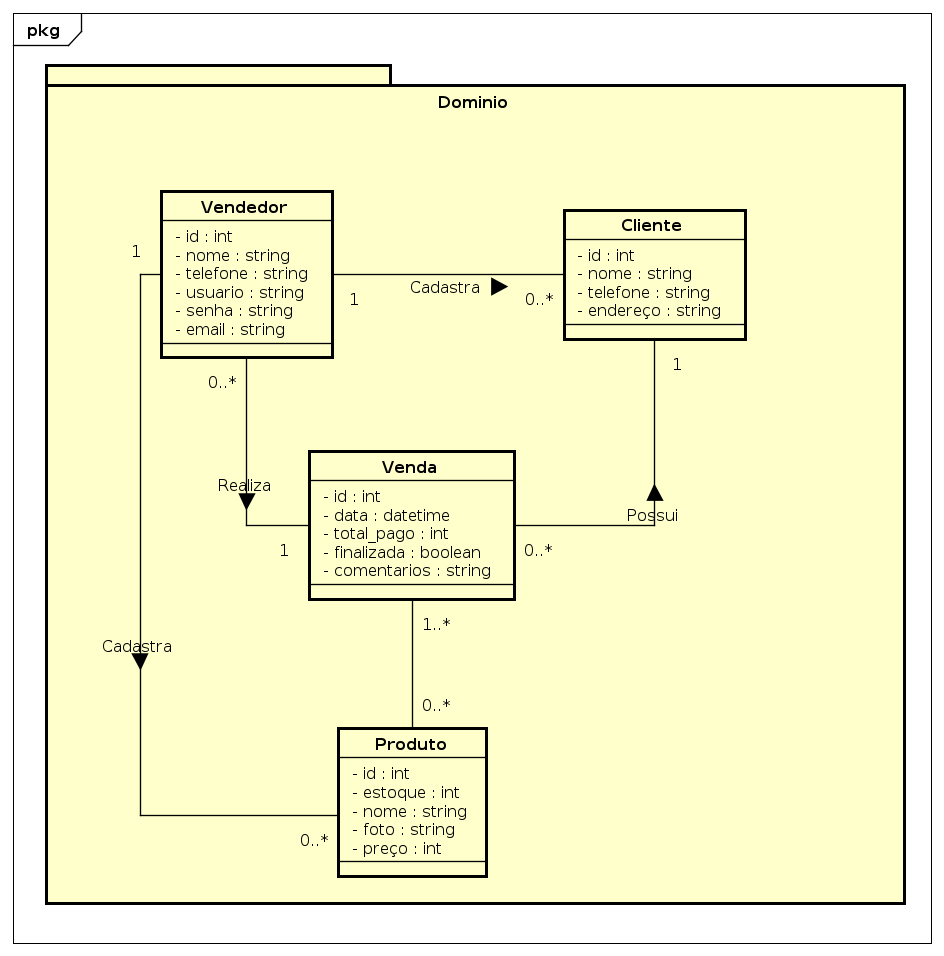 pkg
Dominio
Vendedor
- id : int
- nome : string
- telefone : string
- usuario : string
- senha : string
- email : string
Cliente
- id : int
- nome : string
- telefone : string
- endereço : string
1
Cadastra
1
0..*
0..*
1
Realiza
Venda
- id : int
- data : datetime
- total_pago : int
- finalizada : boolean
- comentarios : string
Possui
1
0..*
1..*
Cadastra
0..*
Produto
- id : int
- estoque : int
- nome : string
- foto : string
- preço : int
0..*